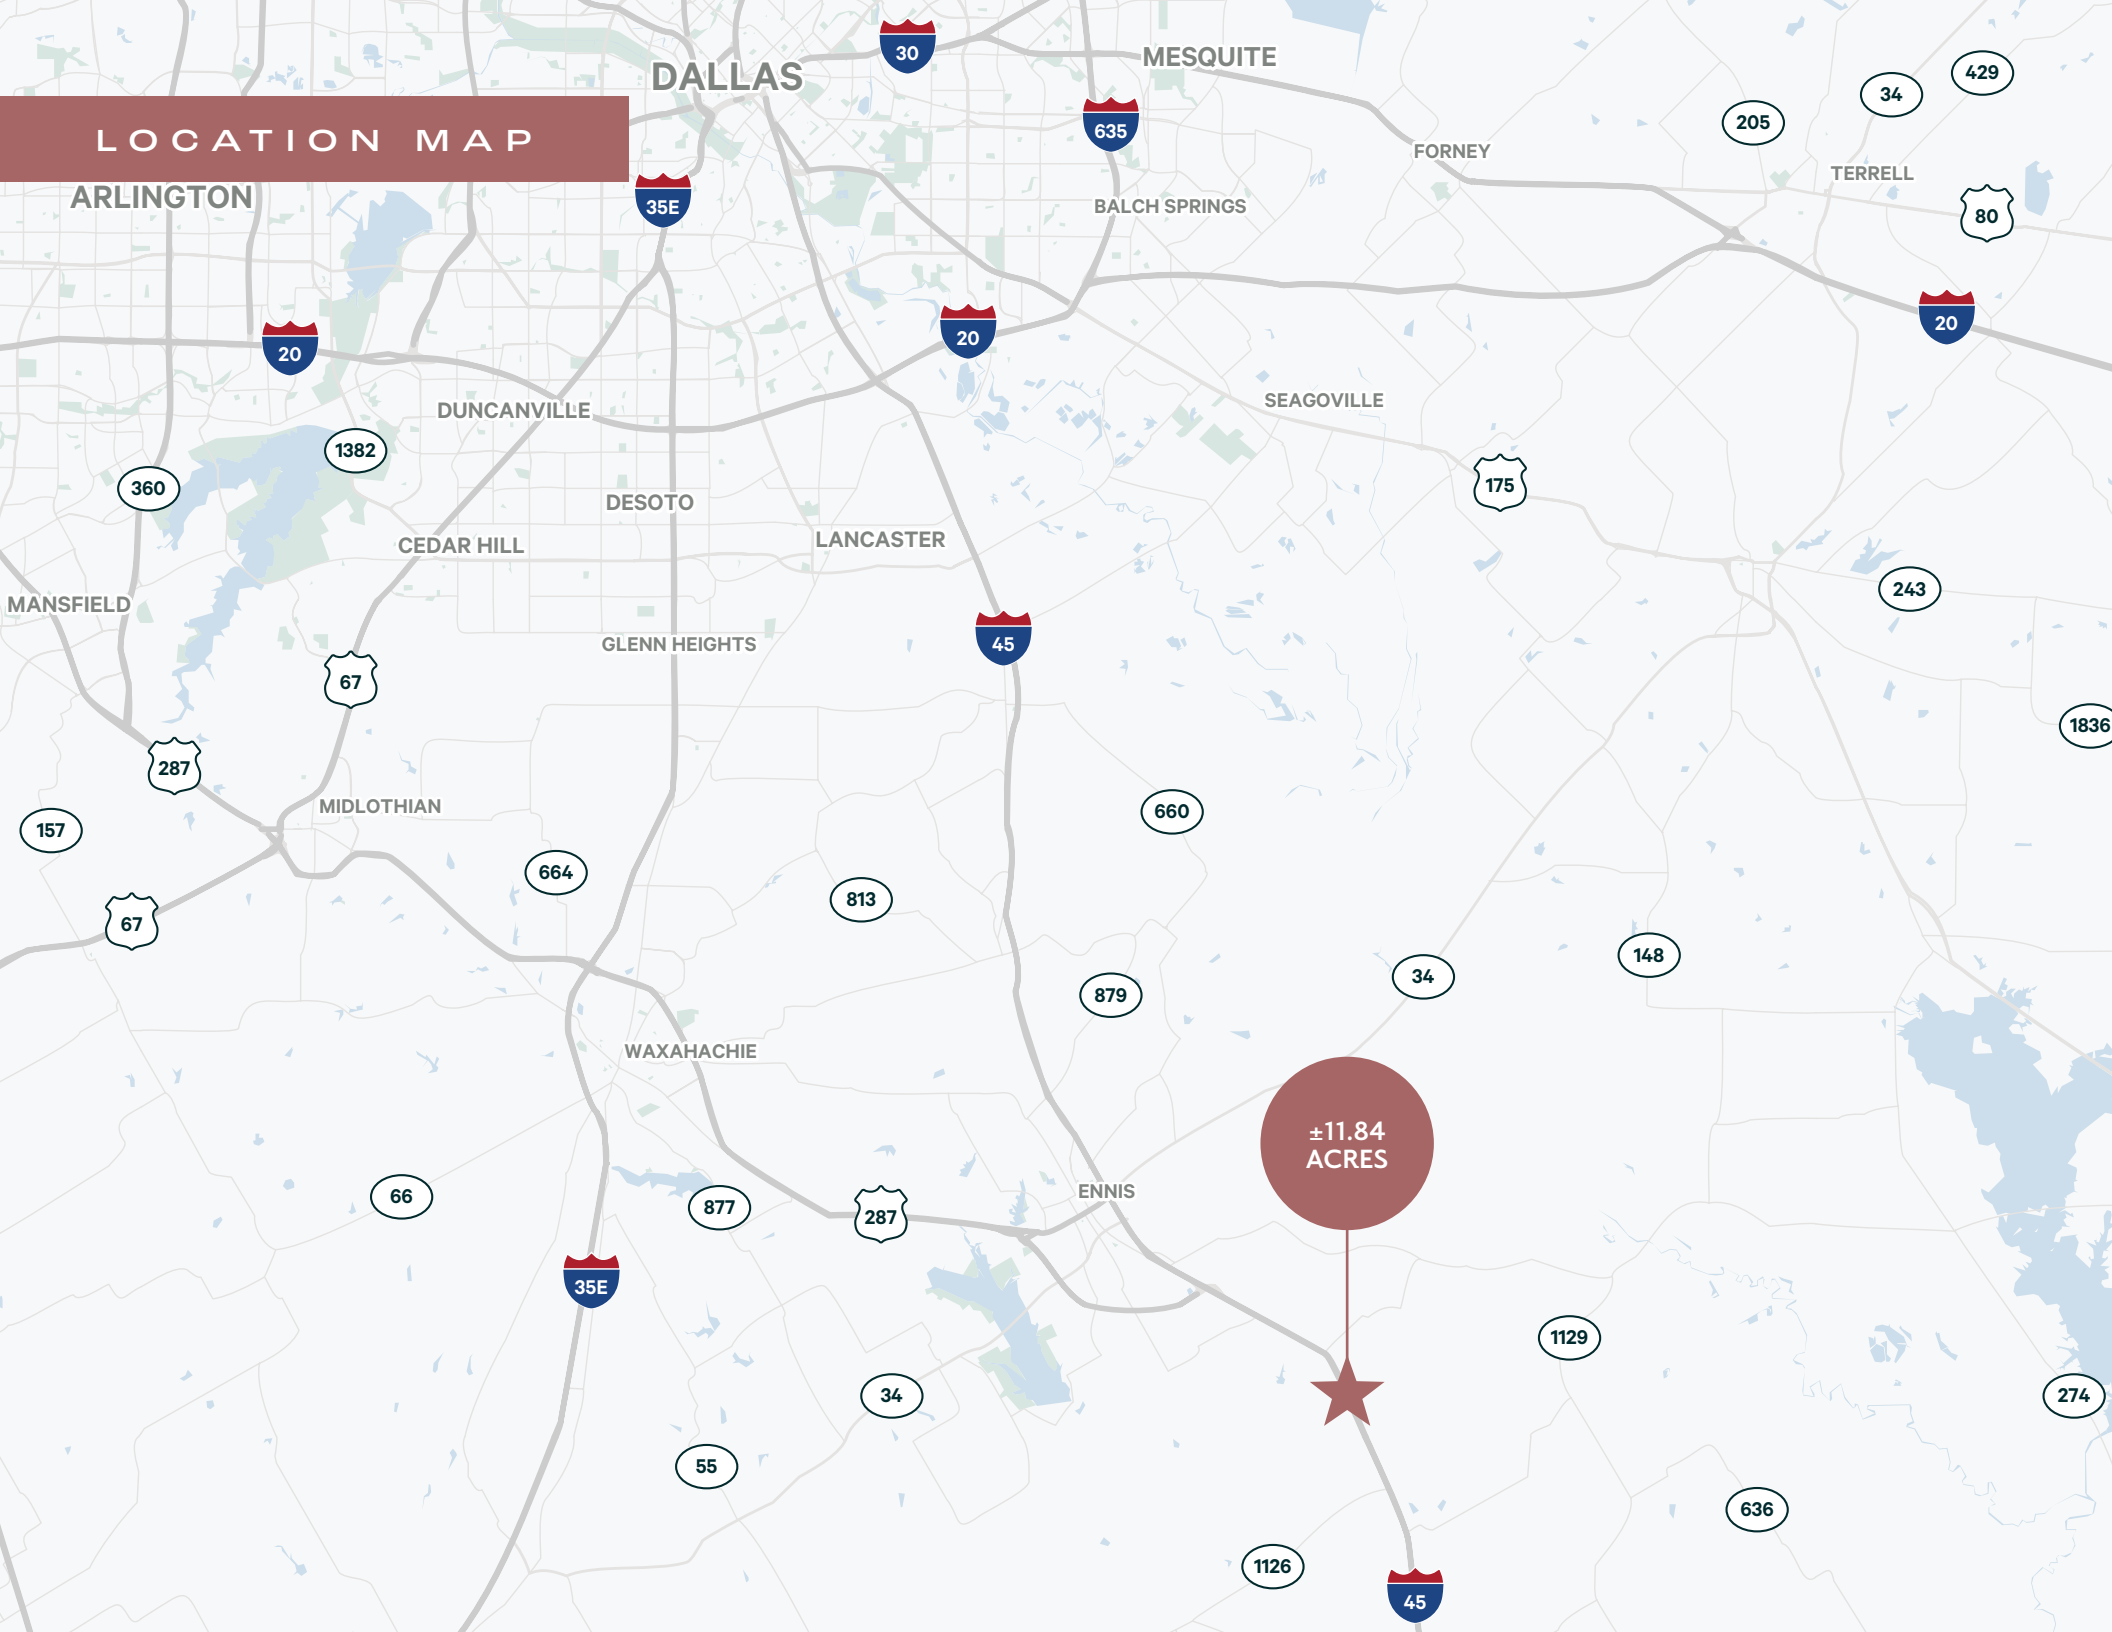 30
MESQUITE
DALLAS
429
34
205
635
LOCATION MAP
FORNEY
TERRELL
ARLINGTON
35E
BALCH SPRINGS
80
20
20
20
DUNCANVILLE
SEAGOVILLE
1382
360
175
DESOTO
CEDAR HILL
LANCASTER
243
MANSFIELD
GLENN HEIGHTS
45
67
1836
287
MIDLOTHIAN
660
157
664
813
67
148
34
879
WAXAHACHIE
±11.84
ACRES
66
ENNIS
877
287
35E
1129
34
274
55
636
1126
45